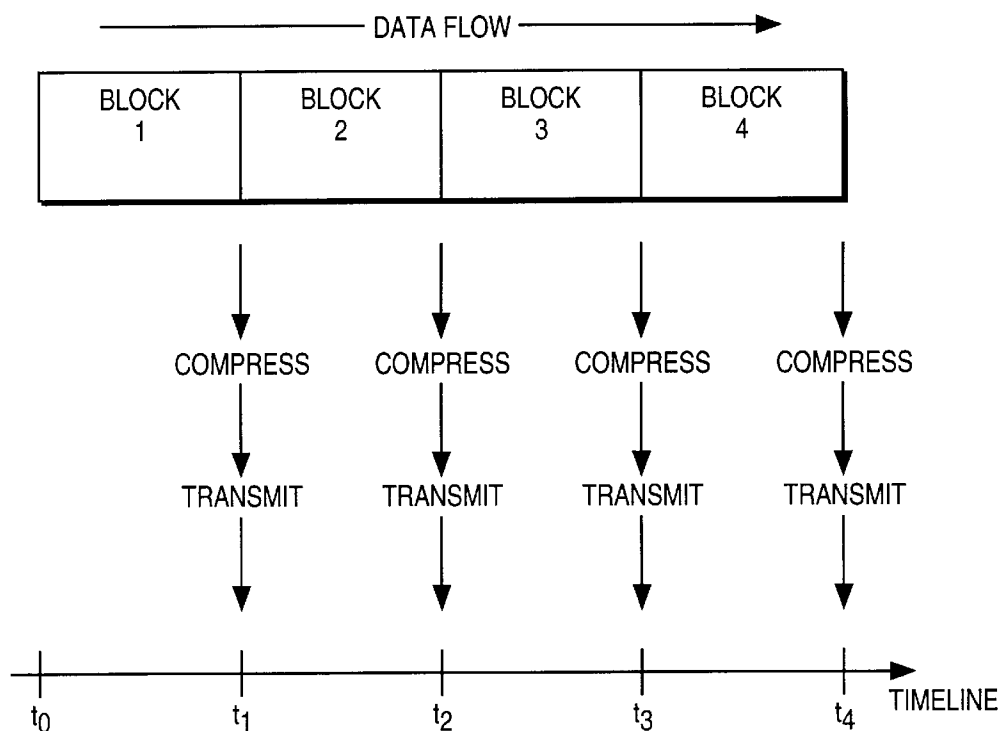 DATA FLOW
BLOCK 1
BLOCK 2
BLOCK 3
BLOCK 4
COMPRESS COMPRESS COMPRESS COMPRESS
TRANSMIT TRANSMIT TRANSMIT TRANSMIT
t0 t1 t2 t3 t4 TIMELINE